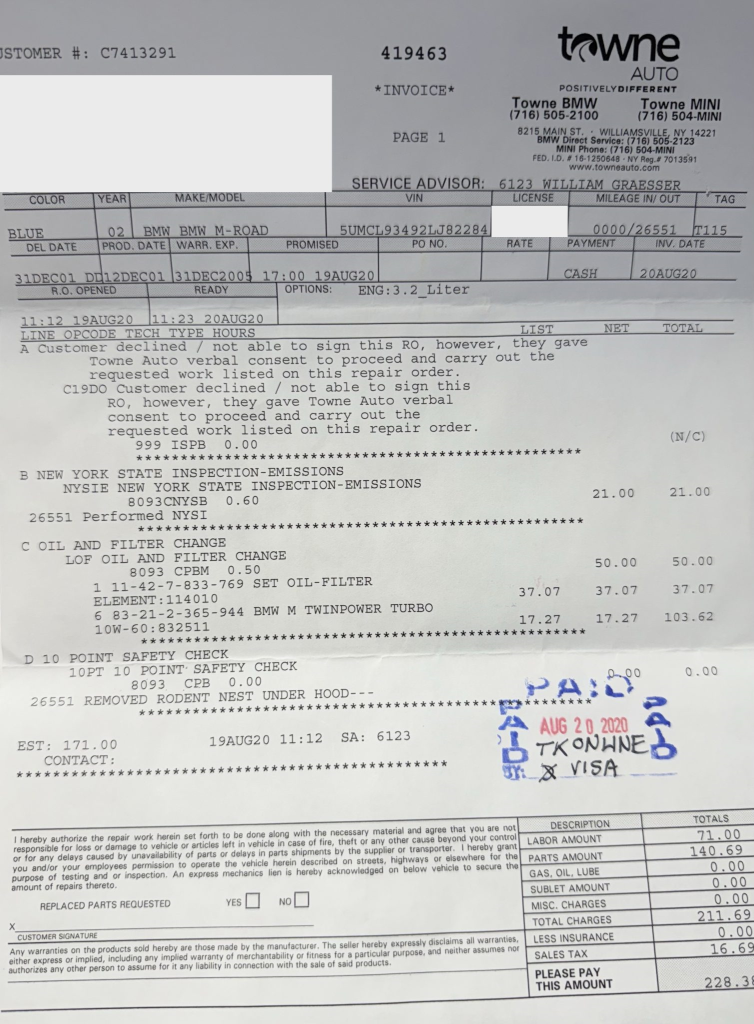 CUSTOMER #: C7413291
419463
*INVOICE*
PAGE 1
towne
AUTO
POSITIVELYDIFFERENT
Towne BMW Towne MINI
(716) 505-2100 (716) 504-MINI
8215 MAIN ST. · WILLIAMSVILLE, NY 14221
BMW Direct Service: (716) 505-2123
MINI Phone: (716) 504-MINI
FED. I.D. # 16-1250648 · NY Reg.# 7013591
www.towneauto.com
SERVICE ADVISOR: 6123 WILLIAM GRAESSER
COLOR YEAR MAKE/MODEL VIN LICENSE MILEAGE IN/ OUT TAG
BLUE 02 BMW BMW M-ROAD 5UMCL93492LJ82284 0000/26551 T115
DEL DATE PROD. DATE WARR. EXP. PROMISED PO NO. RATE PAYMENT INV. DATE
31DEC01 DD 12DEC01 31DEC2005 17:00 19AUG20 CASH 20AUG20
R.O. OPENED READY OPTIONS: ENG:3.2_Liter
11:12 19AUG20 11:23 20AUG20
LINE OPCODE TECH TYPE HOURS LIST NET TOTAL
A Customer declined / not able to sign this RO, however, they gave
Towne Auto verbal consent to proceed and carry out the
requested work listed on this repair order.
C19DO Customer declined / not able to sign this
RO, however, they gave Towne Auto verbal
consent to proceed and carry out the
requested work listed on this repair order.
999 ISPB 0.00 (N/C)
****************************************************
B NEW YORK STATE INSPECTION-EMISSIONS
NYSIE NEW YORK STATE INSPECTION-EMISSIONS
8093CNYSB 0.60 21.00 21.00
26551 Performed NYSI
****************************************************
C OIL AND FILTER CHANGE
LOF OIL AND FILTER CHANGE
8093 CPBM 0.50 50.00 50.00
1 11-42-7-833-769 SET OIL-FILTER
ELEMENT:114010 37.07 37.07 37.07
6 83-21-2-365-944 BMW M TWINPOWER TURBO
10W-60:832511 17.27 17.27 103.62
****************************************************
D 10 POINT SAFETY CHECK
10PT 10 POINT SAFETY CHECK
8093 CPB 0.00 0.00 0.00
26551 REMOVED RODENT NEST UNDER HOOD---
****************************************************
PAID
PAID
PAID
AUG 20 2020
TKONLINE
BY: X VISA
EST: 171.00 19AUG20 11:12 SA: 6123
CONTACT:
****************************************************
I hereby authorize the repair work herein set forth to be done along with the necessary material and agree that you are not
responsible for loss or damage to vehicle or articles left in vehicle in case of fire, theft or any other cause beyond your control
or for any delays caused by unavailability of parts or delays in parts shipments by the supplier or transporter. I hereby grant
you and/or your employees permission to operate the vehicle herein described on streets, highways or elsewhere for the
purpose of testing and or inspection. An express mechanics lien is hereby acknowledged on below vehicle to secure the
amount of repairs thereto.
REPLACED PARTS REQUESTED YES NO
X
CUSTOMER SIGNATURE
Any warranties on the products sold hereby are those made by the manufacturer. The seller hereby expressly disclaims all warranties,
either express or implied, including any implied warranty of merchantability or fitness for a particular purpose, and neither assumes nor
authorizes any other person to assume for it any liability in connection with the sale of said products.
DESCRIPTION TOTALS
LABOR AMOUNT 71.00
PARTS AMOUNT 140.69
GAS, OIL, LUBE 0.00
SUBLET AMOUNT 0.00
MISC. CHARGES 0.00
TOTAL CHARGES 211.69
LESS INSURANCE 0.00
SALES TAX 16.69
PLEASE PAY
THIS AMOUNT 228.38